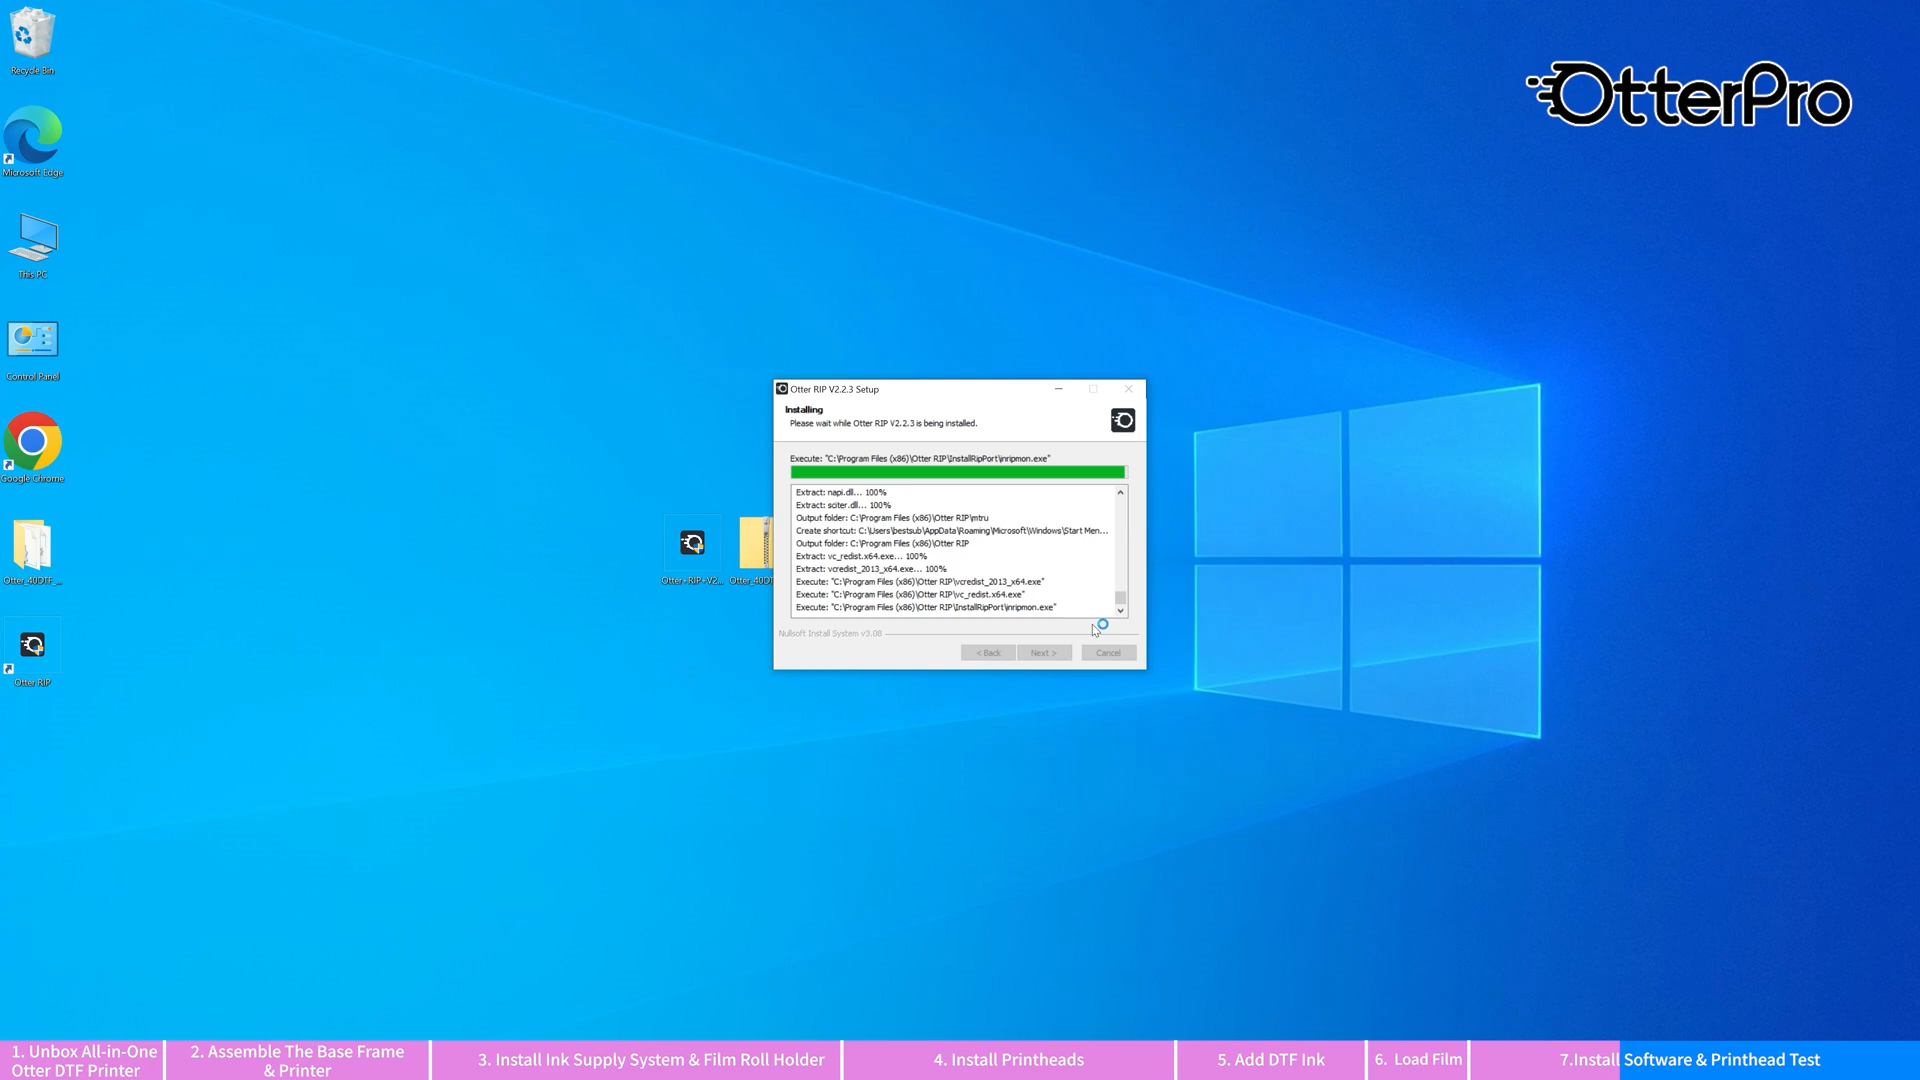 Recycle Bin
OtterPro
Microsoft Edge
This PC
Control Panel
Google Chrome
Otter_40DTF_...
Otter RIP
Otter+RIP+V2...
Otter_40DT
Otter RIP V2.2.3 Setup
Installing
Please wait while Otter RIP V2.2.3 is being installed.
Execute: "C:\Program Files (x86)\Otter RIP\InstallRipPort\inripmon.exe"
Extract: napi.dll... 100%
Extract: sciter.dll... 100%
Output folder: C:\Program Files (x86)\Otter RIP\mtru
Create shortcut: C:\Users\bestsub\AppData\Roaming\Microsoft\Windows\Start Men...
Output folder: C:\Program Files (x86)\Otter RIP
Extract: vc_redist.x64.exe... 100%
Extract: vcredist_2013_x64.exe... 100%
Execute: "C:\Program Files (x86)\Otter RIP\vcredist_2013_x64.exe"
Execute: "C:\Program Files (x86)\Otter RIP\vc_redist.x64.exe"
Execute: "C:\Program Files (x86)\Otter RIP\InstallRipPort\inripmon.exe"
Nullsoft Install System v3.08
< Back
Next >
Cancel
1. Unbox All-in-One
Otter DTF Printer
2. Assemble The Base Frame
& Printer
3. Install Ink Supply System & Film Roll Holder
4. Install Printheads
5. Add DTF Ink
6. Load Film
7.Install Software & Printhead Test